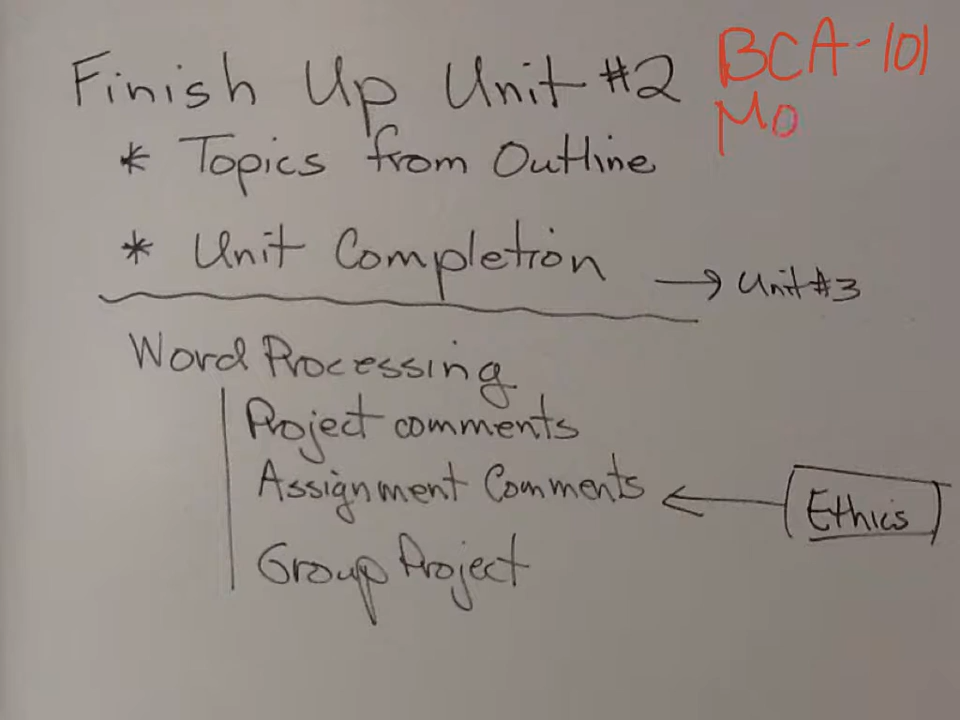 Finish Up Unit #2
BCA-101
MO
* Topics from Outline
* Unit Completion
→ Unit #3
Word Processing
Project comments
Assignment Comments ← Ethics
Group Project